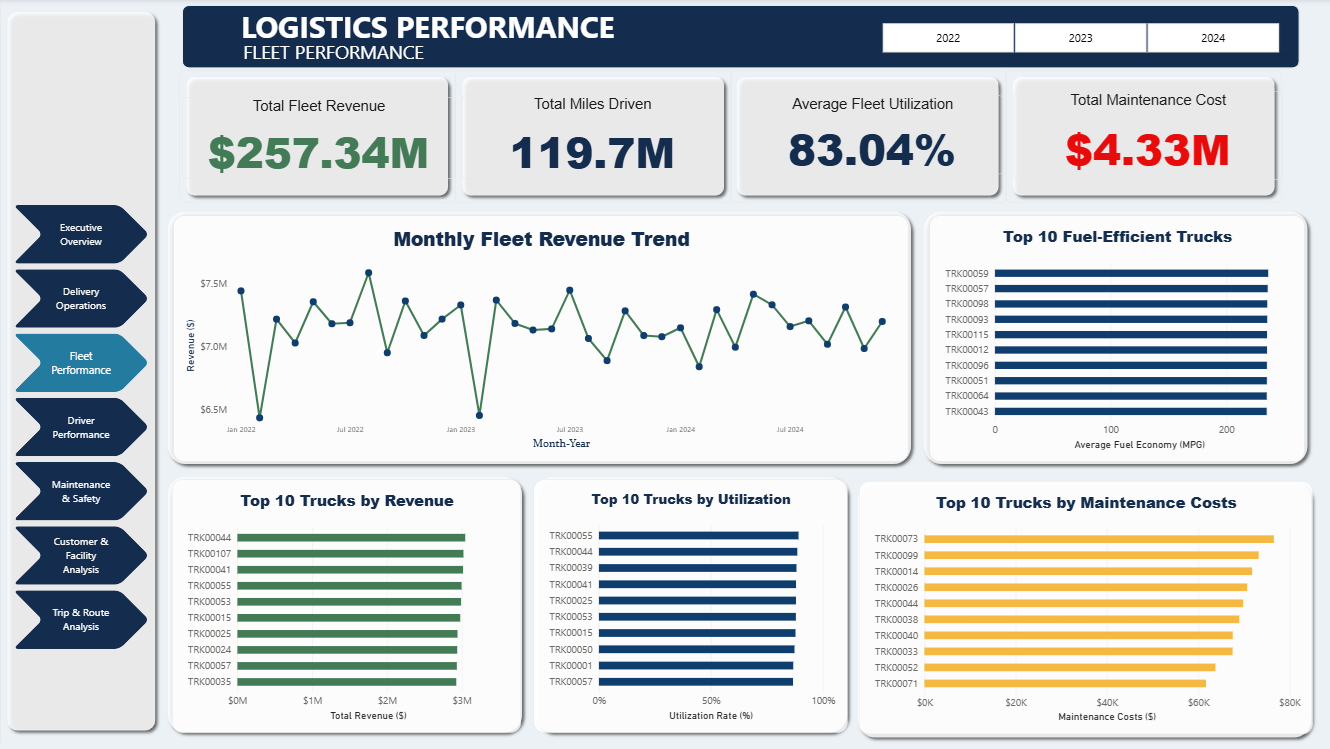 LOGISTICS PERFORMANCE
FLEET PERFORMANCE
2022
2023
2024
Total Fleet Revenue
$257.34M
Total Miles Driven
119.7M
Average Fleet Utilization
83.04%
Total Maintenance Cost
$4.33M
Executive
Overview
Delivery
Operations
Fleet
Performance
Driver
Performance
Maintenance
& Safety
Customer &
Facility
Analysis
Trip & Route
Analysis
Monthly Fleet Revenue Trend
Revenue ($)
$7.5M
$7.0M
$6.5M
Jan 2022
Jul 2022
Jan 2023
Jul 2023
Jan 2024
Jul 2024
Month-Year
Top 10 Fuel-Efficient Trucks
TRK00059
TRK00057
TRK00098
TRK00093
TRK00115
TRK00012
TRK00096
TRK00051
TRK00064
TRK00043
0
100
200
Average Fuel Economy (MPG)
Top 10 Trucks by Revenue
TRK00044
TRK00107
TRK00041
TRK00055
TRK00053
TRK00015
TRK00025
TRK00024
TRK00057
TRK00035
$0M
$1M
$2M
$3M
Total Revenue ($)
Top 10 Trucks by Utilization
TRK00055
TRK00044
TRK00039
TRK00041
TRK00025
TRK00053
TRK00015
TRK00050
TRK00001
TRK00057
0%
50%
100%
Utilization Rate (%)
Top 10 Trucks by Maintenance Costs
TRK00073
TRK00099
TRK00014
TRK00026
TRK00044
TRK00038
TRK00040
TRK00033
TRK00052
TRK00071
$0K
$20K
$40K
$60K
$80K
Maintenance Costs ($)